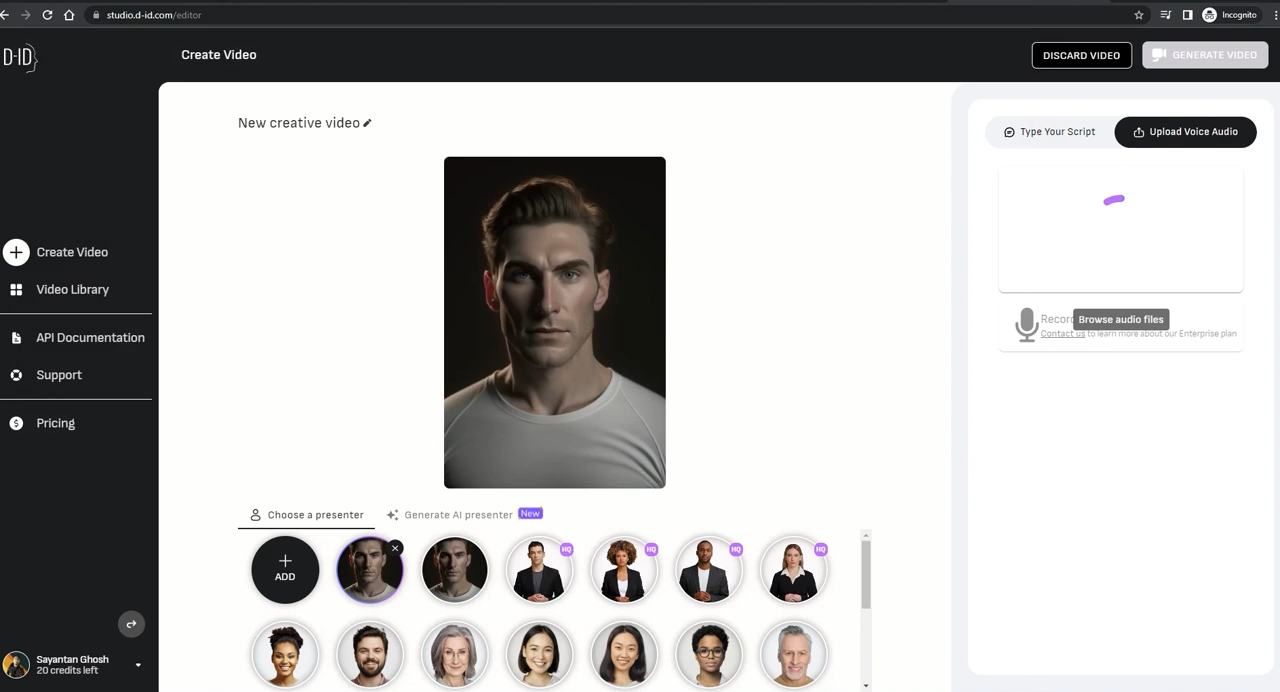 studio.d-id.com/editor
Incognito
D-ID
Create Video
DISCARD VIDEO
GENERATE VIDEO
New creative video
Type Your Script
Upload Voice Audio
Recor
Browse audio files
Contact us to learn more about our Enterprise plan
Create Video
Video Library
API Documentation
Support
Pricing
Choose a presenter
Generate AI presenter
New
ADD
HQ
HQ
HQ
HQ
Sayantan Ghosh
20 credits left